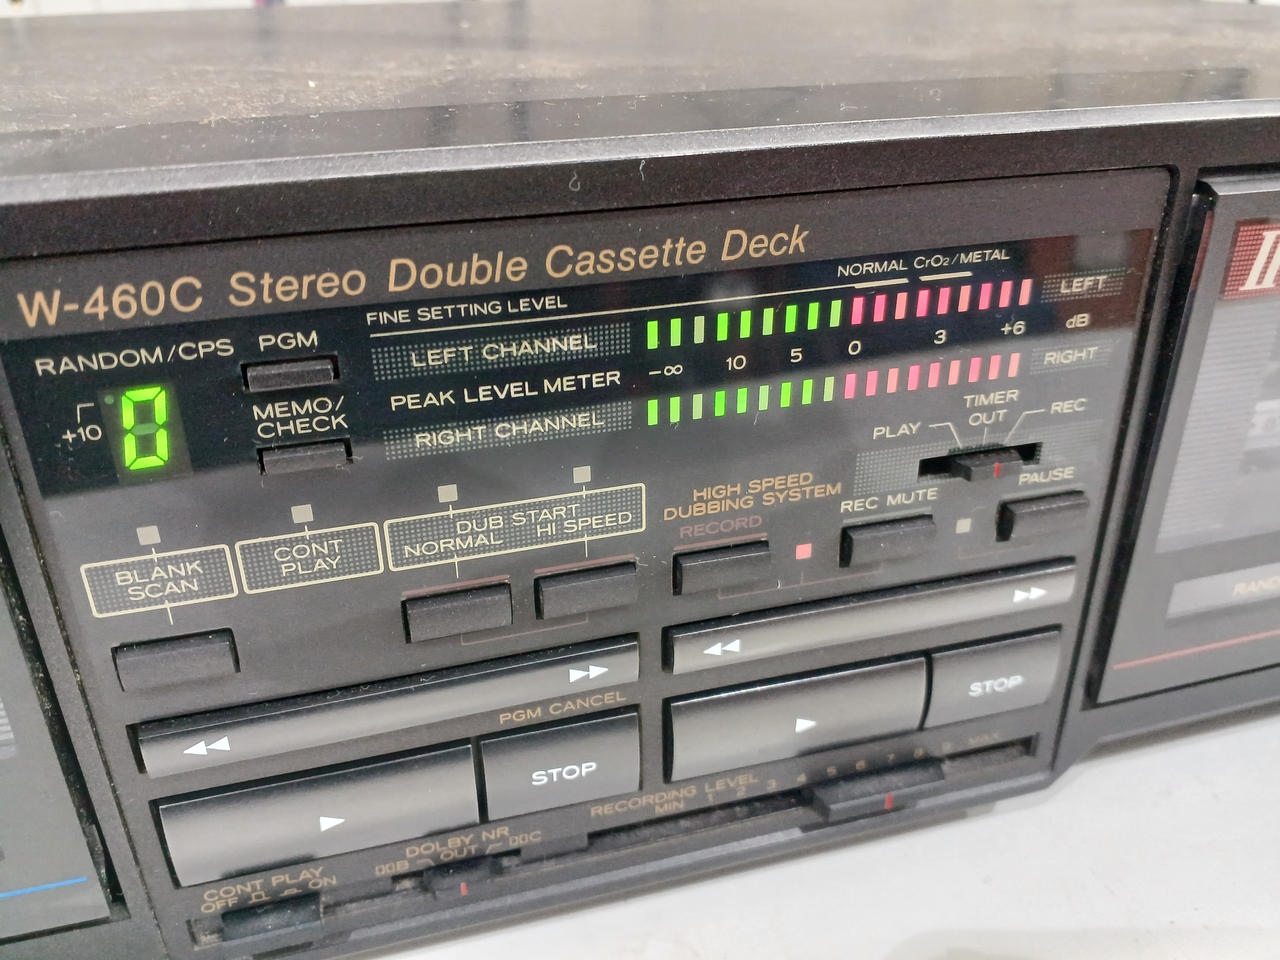 W-460C Stereo Double Cassette Deck
NORMAL CrO₂/METAL
FINE SETTING LEVEL
LEFT CHANNEL
LEFT
RANDOM/CPS
PGM
-∞ 10 5 0 3 +6 dB
PEAK LEVEL METER
RIGHT CHANNEL
RIGHT
+10
0
MEMO/
CHECK
TIMER
PLAY OUT REC
HIGH SPEED
DUBBING SYSTEM
RECORD
REC MUTE
PAUSE
BLANK
SCAN
CONT
PLAY
DUB START
NORMAL HI SPEED
PGM CANCEL
STOP
STOP
RECORDING LEVEL
MIN 1 2 3 4 5 6 7 8 9 MAX
DOLBY NR
B OUT C
CONT PLAY
OFF ON